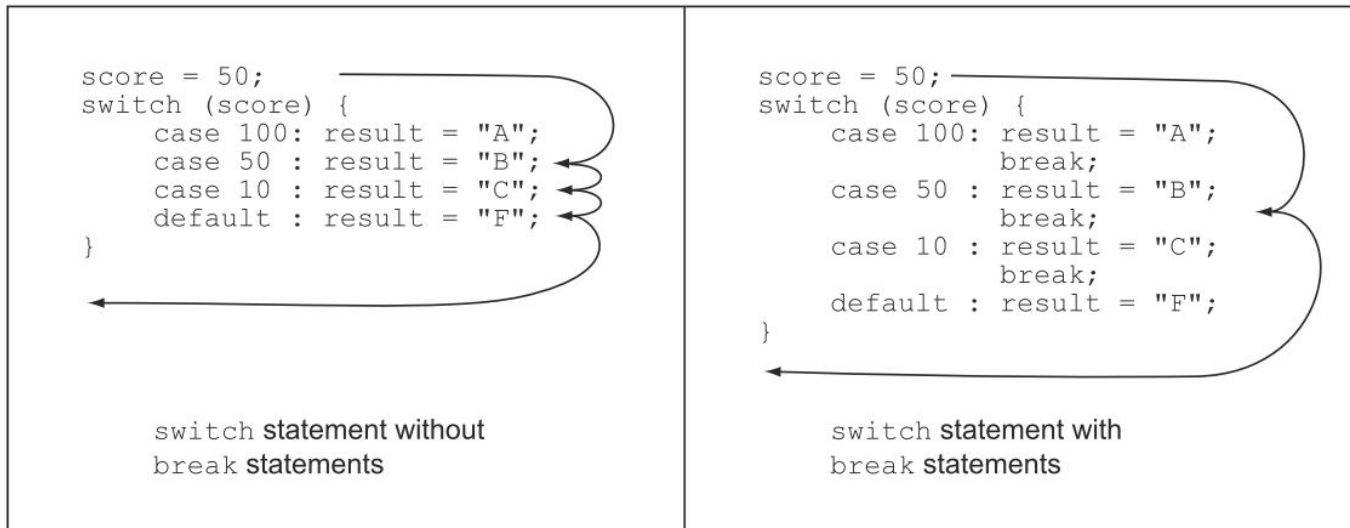 score = 50;
switch (score) {
    case 100: result = "A";
    case 50 : result = "B";
    case 10 : result = "C";
    default : result = "F";
}
switch statement without
break statements
score = 50;
switch (score) {
    case 100: result = "A";
              break;
    case 50 : result = "B";
              break;
    case 10 : result = "C";
              break;
    default : result = "F";
}
switch statement with
break statements